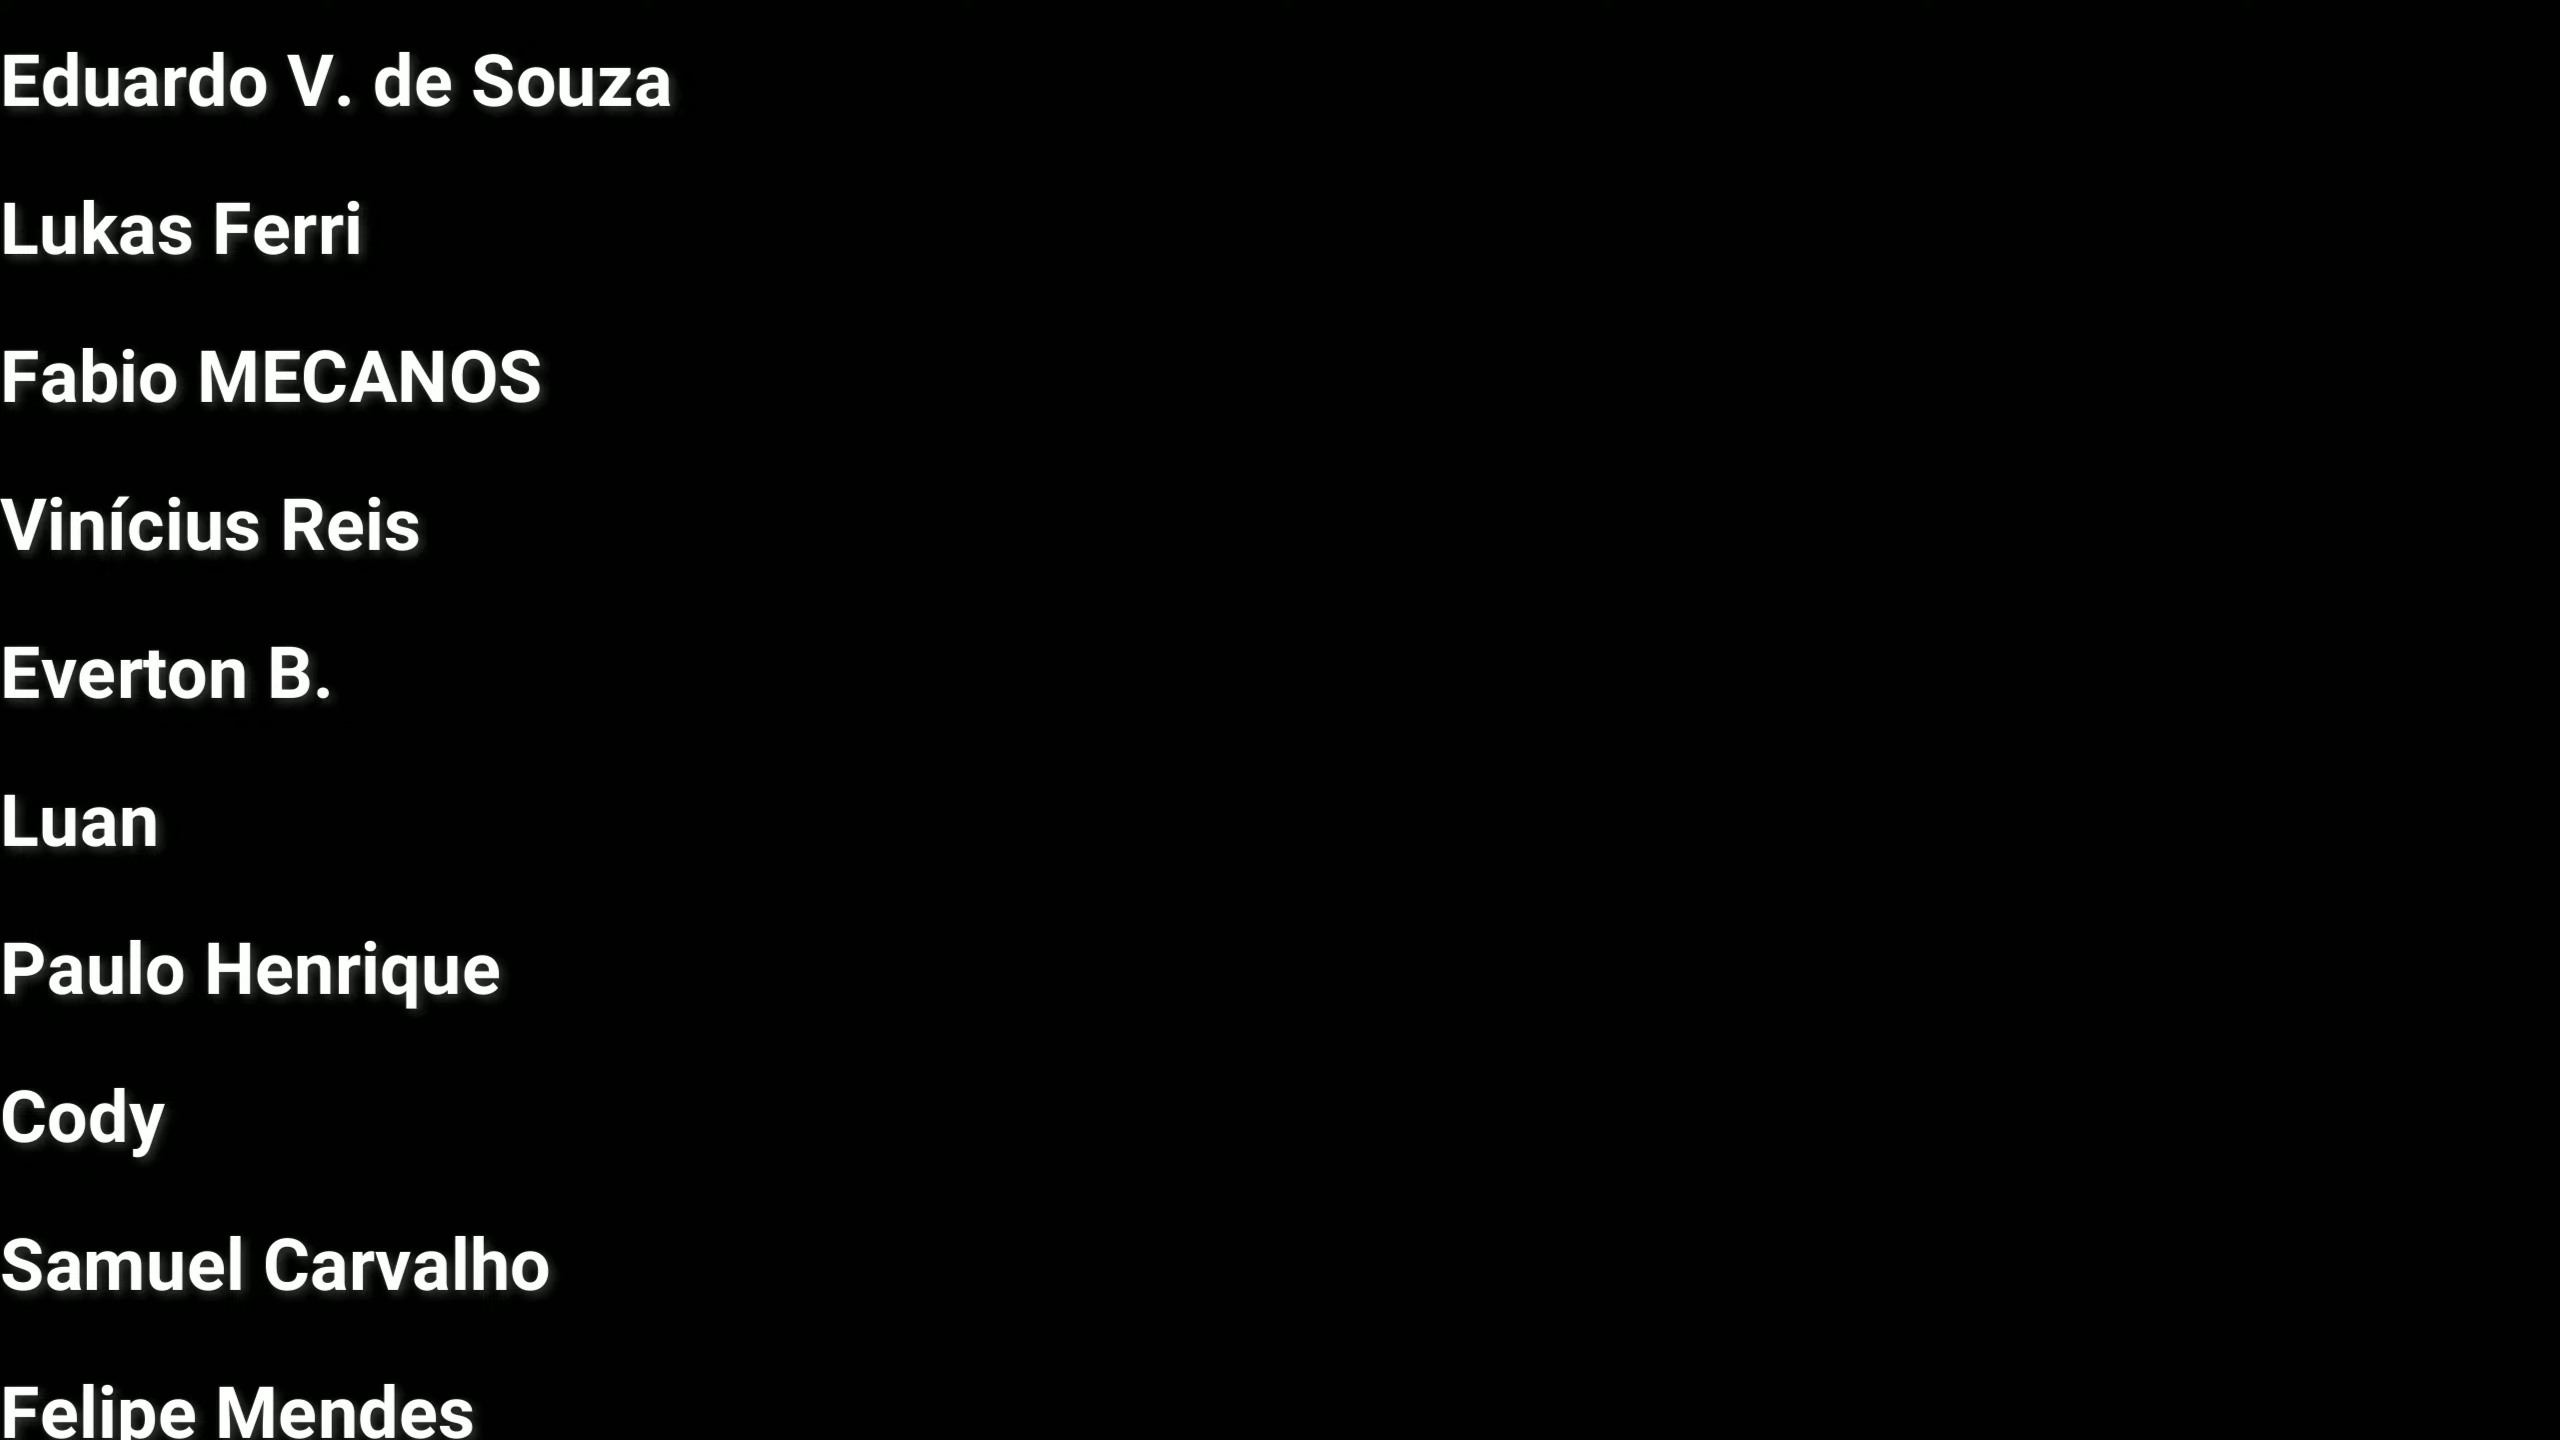 Eduardo V. de Souza
Lukas Ferri
Fabio MECANOS
Vinícius Reis
Everton B.
Luan
Paulo Henrique
Cody
Samuel Carvalho
Felipe Mendes